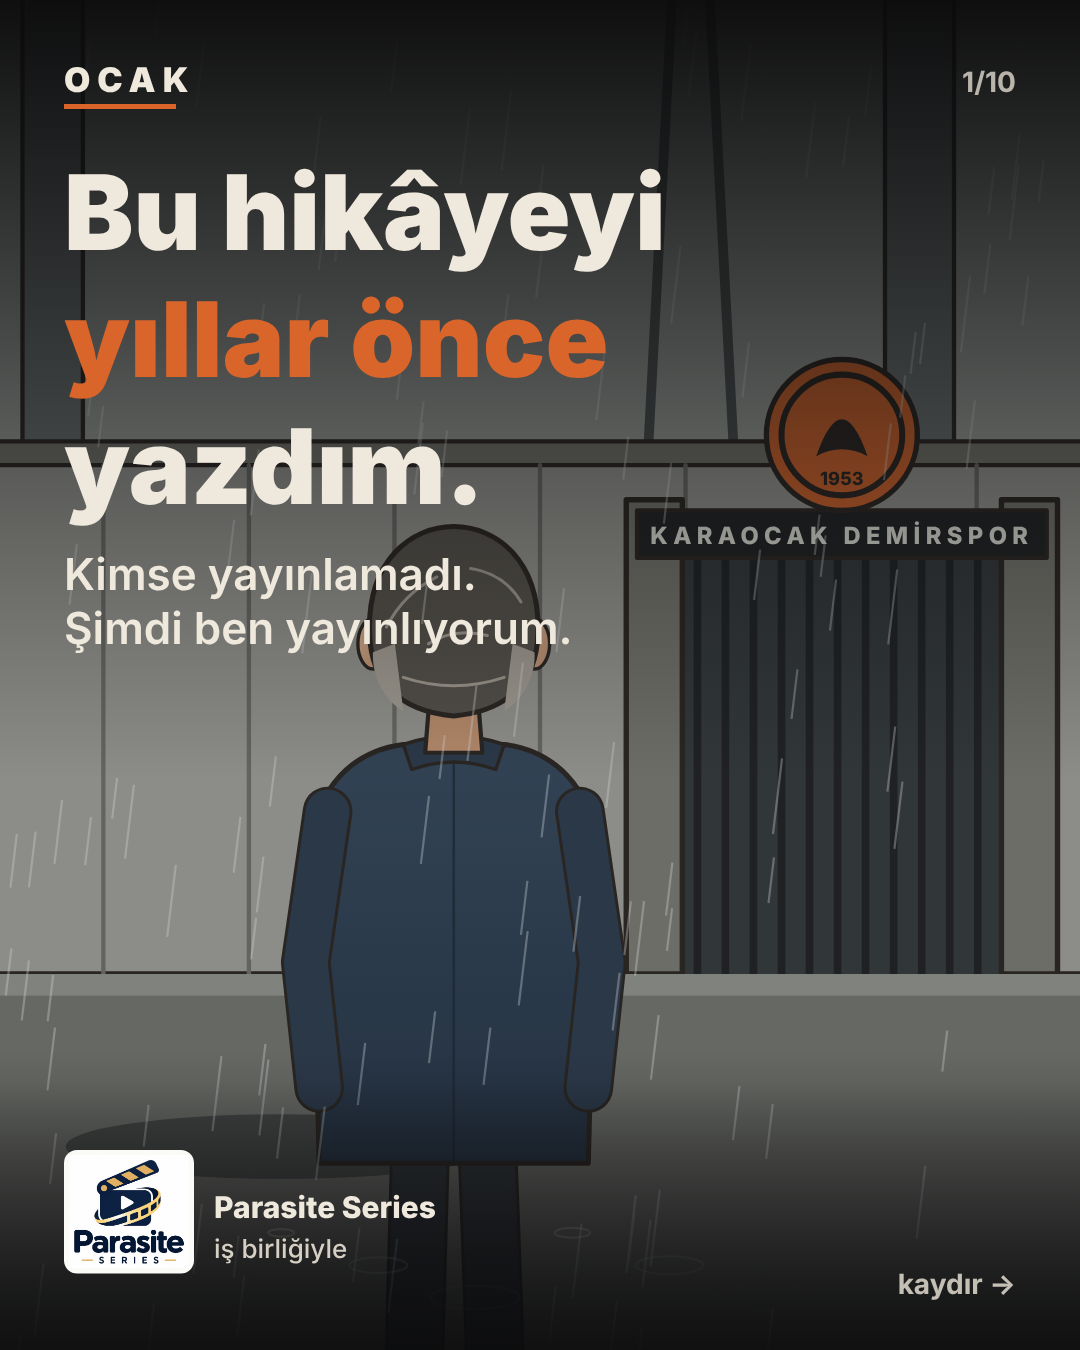 OCAK
1/10
Bu hikâyeyi
yıllar önce
yazdım.
Kimse yayınlamadı.
Şimdi ben yayınlıyorum.
1953
KARAOCAK DEMİRSPOR
Parasite
SERIES
Parasite Series
iş birliğiyle
kaydır →